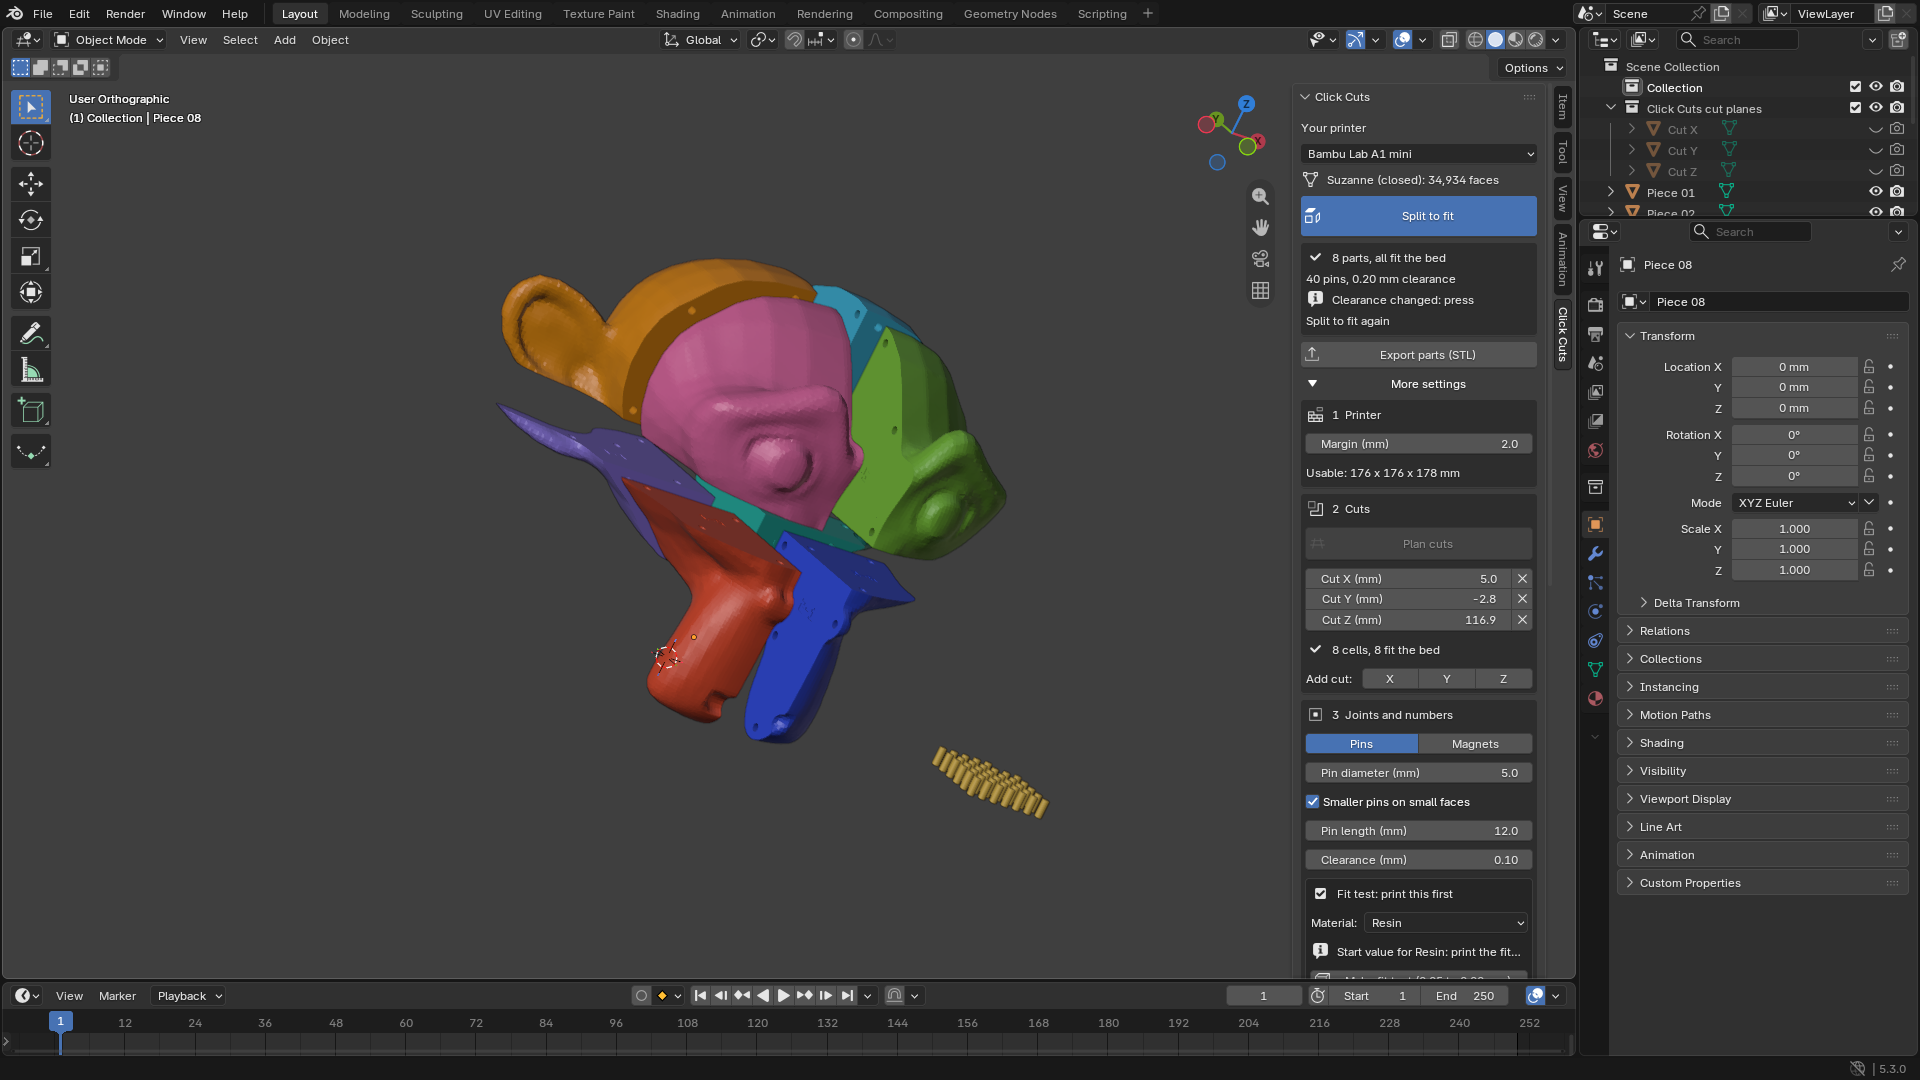 File Edit Render Window Help Layout Modeling Sculpting UV Editing Texture Paint Shading Animation Rendering Compositing Geometry Nodes Scripting + Scene ViewLayer
Object Mode View Select Add Object Global Search
Options
User Orthographic
(1) Collection | Piece 08
Z
Y
X
Click Cuts
Your printer
Bambu Lab A1 mini
Suzanne (closed): 34,934 faces
Split to fit
8 parts, all fit the bed
40 pins, 0.20 mm clearance
Clearance changed: press
Split to fit again
Export parts (STL)
More settings
1 Printer
Margin (mm) 2.0
Usable: 176 x 176 x 178 mm
2 Cuts
Plan cuts
Cut X (mm) 5.0
Cut Y (mm) -2.8
Cut Z (mm) 116.9
8 cells, 8 fit the bed
Add cut: X Y Z
3 Joints and numbers
Pins Magnets
Pin diameter (mm) 5.0
Smaller pins on small faces
Pin length (mm) 12.0
Clearance (mm) 0.10
Fit test: print this first
Material: Resin
Start value for Resin: print the fit...
Item
Tool
View
Animation
Click Cuts
Scene Collection
Collection
Click Cuts cut planes
Cut X
Cut Y
Cut Z
Piece 01
Piece 02
Search
Piece 08
Piece 08
Transform
Location X 0 mm
Y 0 mm
Z 0 mm
Rotation X 0°
Y 0°
Z 0°
Mode XYZ Euler
Scale X 1.000
Y 1.000
Z 1.000
Delta Transform
Relations
Collections
Instancing
Motion Paths
Shading
Visibility
Viewport Display
Line Art
Animation
Custom Properties
View Marker Playback 1 Start 1 End 250
1 12 24 36 48 60 72 84 96 108 120 132 144 156 168 180 192 204 216 228 240 252
5.3.0